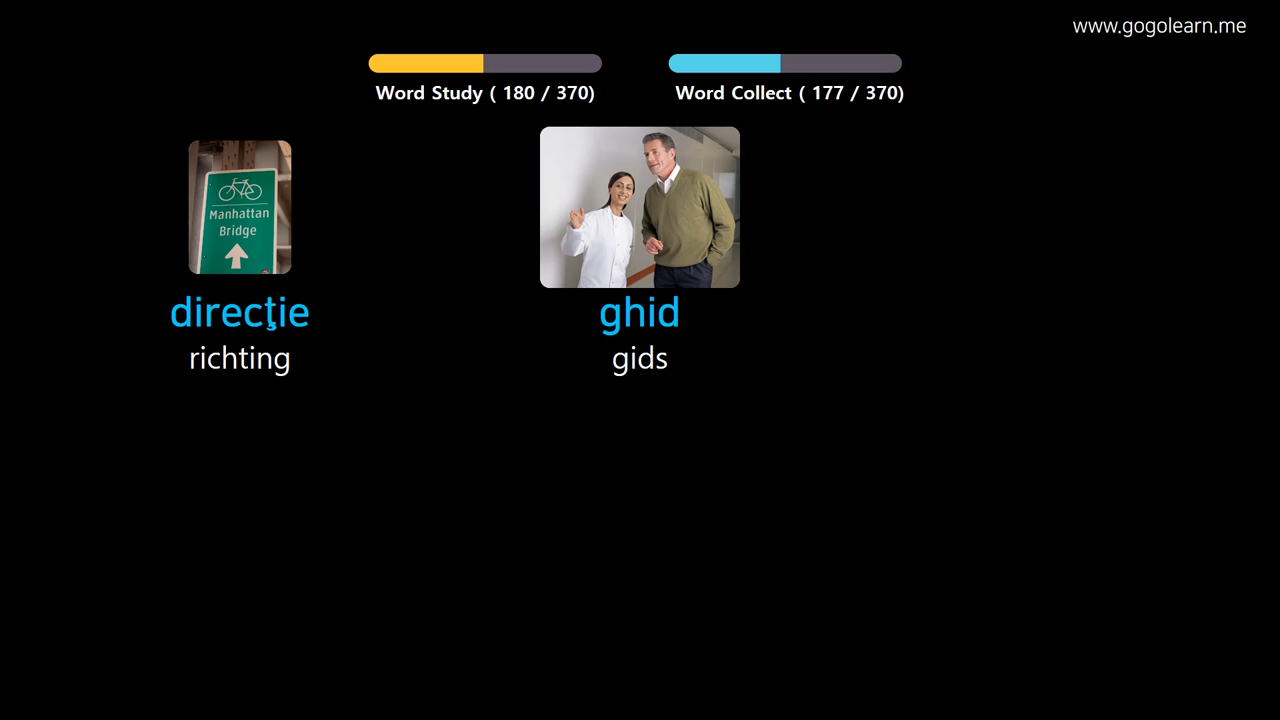 www.gogolearn.me
Word Study ( 180 / 370)
Word Collect ( 177 / 370)
Manhattan
Bridge
direcţie
richting
ghid
gids